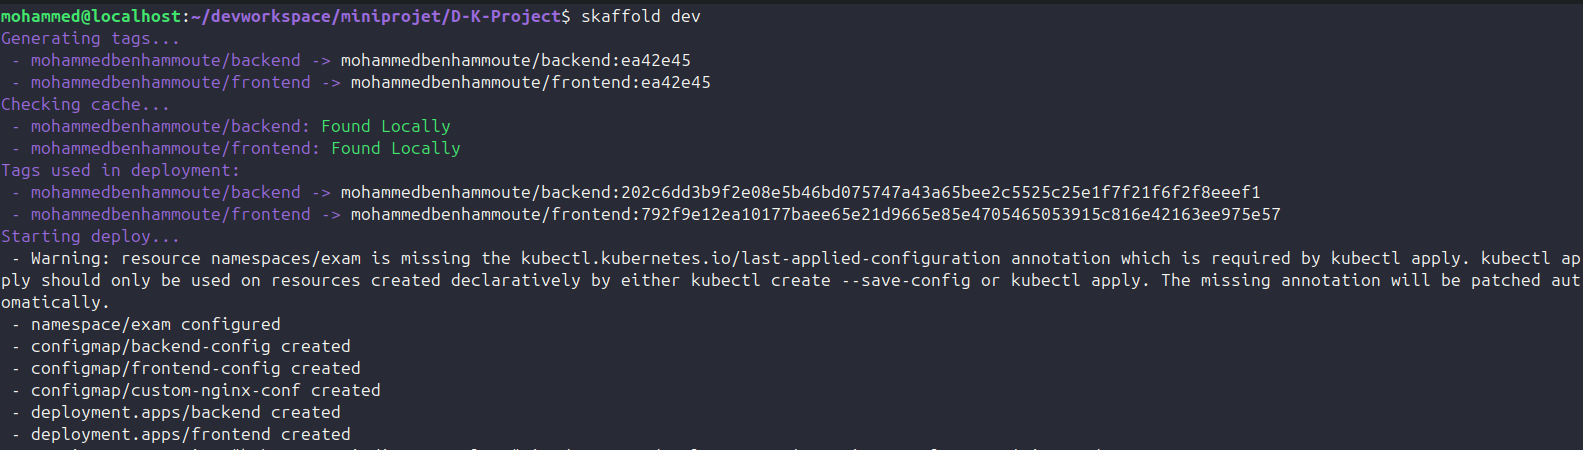 mohammed@localhost:~/devworkspace/miniprojet/D-K-Project$ skaffold dev
Generating tags...
 - mohammedbenhammoute/backend -> mohammedbenhammoute/backend:ea42e45
 - mohammedbenhammoute/frontend -> mohammedbenhammoute/frontend:ea42e45
Checking cache...
 - mohammedbenhammoute/backend: Found Locally
 - mohammedbenhammoute/frontend: Found Locally
Tags used in deployment:
 - mohammedbenhammoute/backend -> mohammedbenhammoute/backend:202c6dd3b9f2e08e5b46bd075747a43a65bee2c5525c25e1f7f21f6f2f8eeef1
 - mohammedbenhammoute/frontend -> mohammedbenhammoute/frontend:792f9e12ea10177baee65e21d9665e85e4705465053915c816e42163ee975e57
Starting deploy...
 - Warning: resource namespaces/exam is missing the kubectl.kubernetes.io/last-applied-configuration annotation which is required by kubectl apply. kubectl ap
ply should only be used on resources created declaratively by either kubectl create --save-config or kubectl apply. The missing annotation will be patched aut
omatically.
 - namespace/exam configured
 - configmap/backend-config created
 - configmap/frontend-config created
 - configmap/custom-nginx-conf created
 - deployment.apps/backend created
 - deployment.apps/frontend created